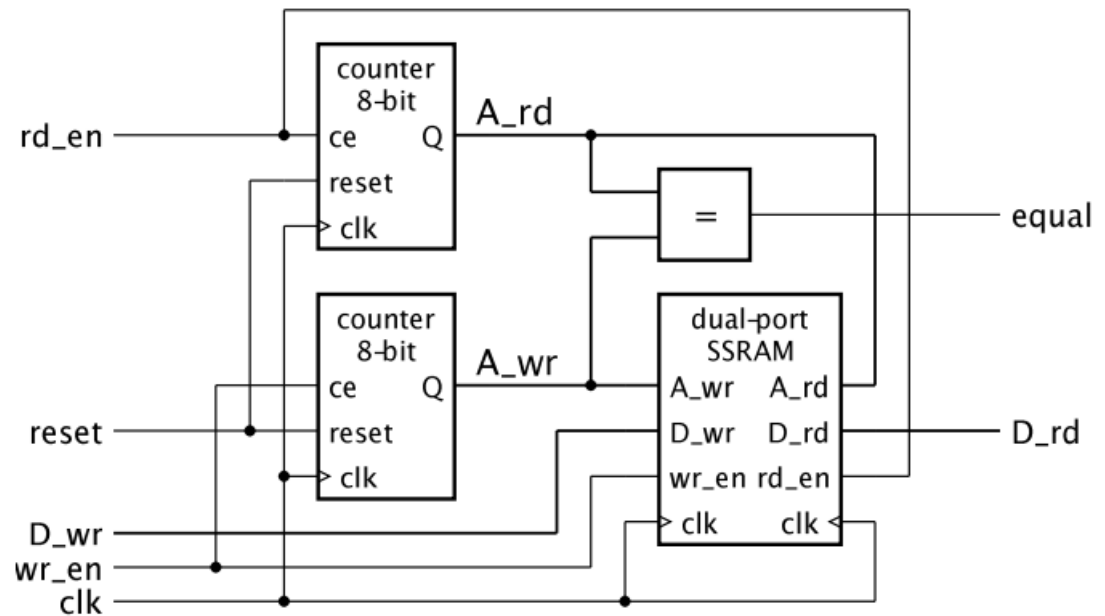 counter
8-bit
rd_en
ce
Q
A_rd
reset
clk
=
equal
counter
8-bit
A_wr
ce
Q
reset
reset
clk
dual-port
SSRAM
A_wr
A_rd
D_wr
D_rd
D_rd
wr_en
rd_en
clk
clk
D_wr
wr_en
clk